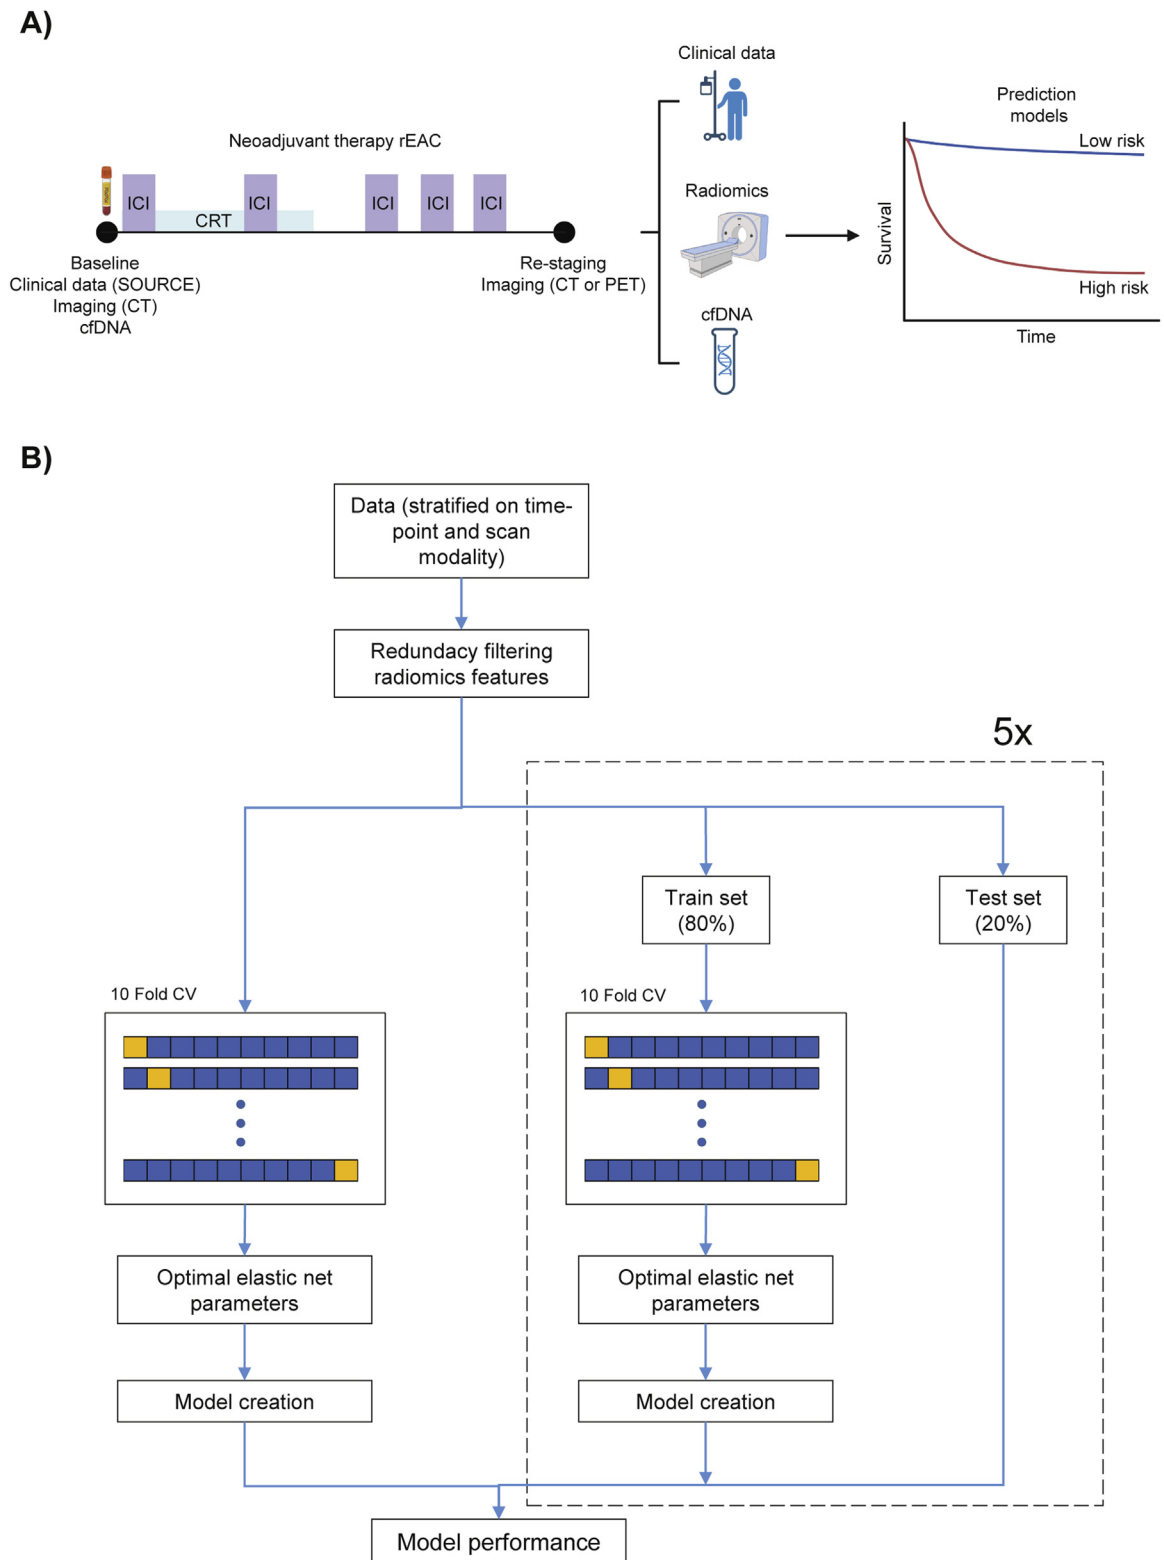 A)
Clinical data
Prediction
models
Neoadjuvant therapy rEAC
Low risk
ICI
ICI
ICI
ICI
ICI
CRT
Radiomics
Survival
Baseline
Clinical data (SOURCE)
Imaging (CT)
cfDNA
Re-staging
Imaging (CT or PET)
High risk
cfDNA
Time
B)
Data (stratified on time-
point and scan
modality)
Redundacy filtering
radiomics features
5x
Train set
(80%)
Test set
(20%)
10 Fold CV
10 Fold CV
Optimal elastic net
parameters
Optimal elastic net
parameters
Model creation
Model creation
Model performance